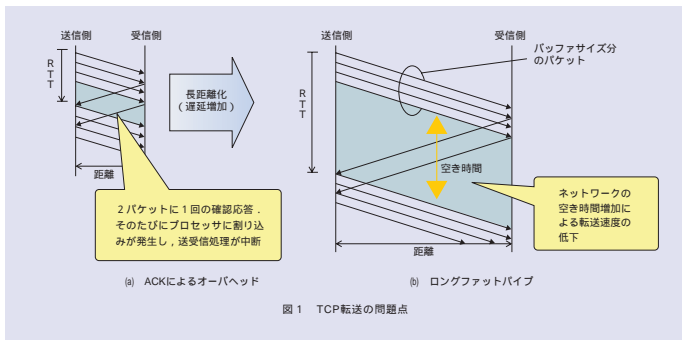 送信側 受信側
RTT
距離
長距離化
（遅延増加）
2パケットに1回の確認応答．
そのたびにプロセッサに割り込
みが発生し，送受信処理が中断
(a) ACKによるオーバヘッド
送信側 受信側
RTT
バッファサイズ分
のパケット
空き時間
ネットワークの
空き時間増加に
よる転送速度の
低下
距離
(b) ロングファットパイプ
図1 TCP転送の問題点